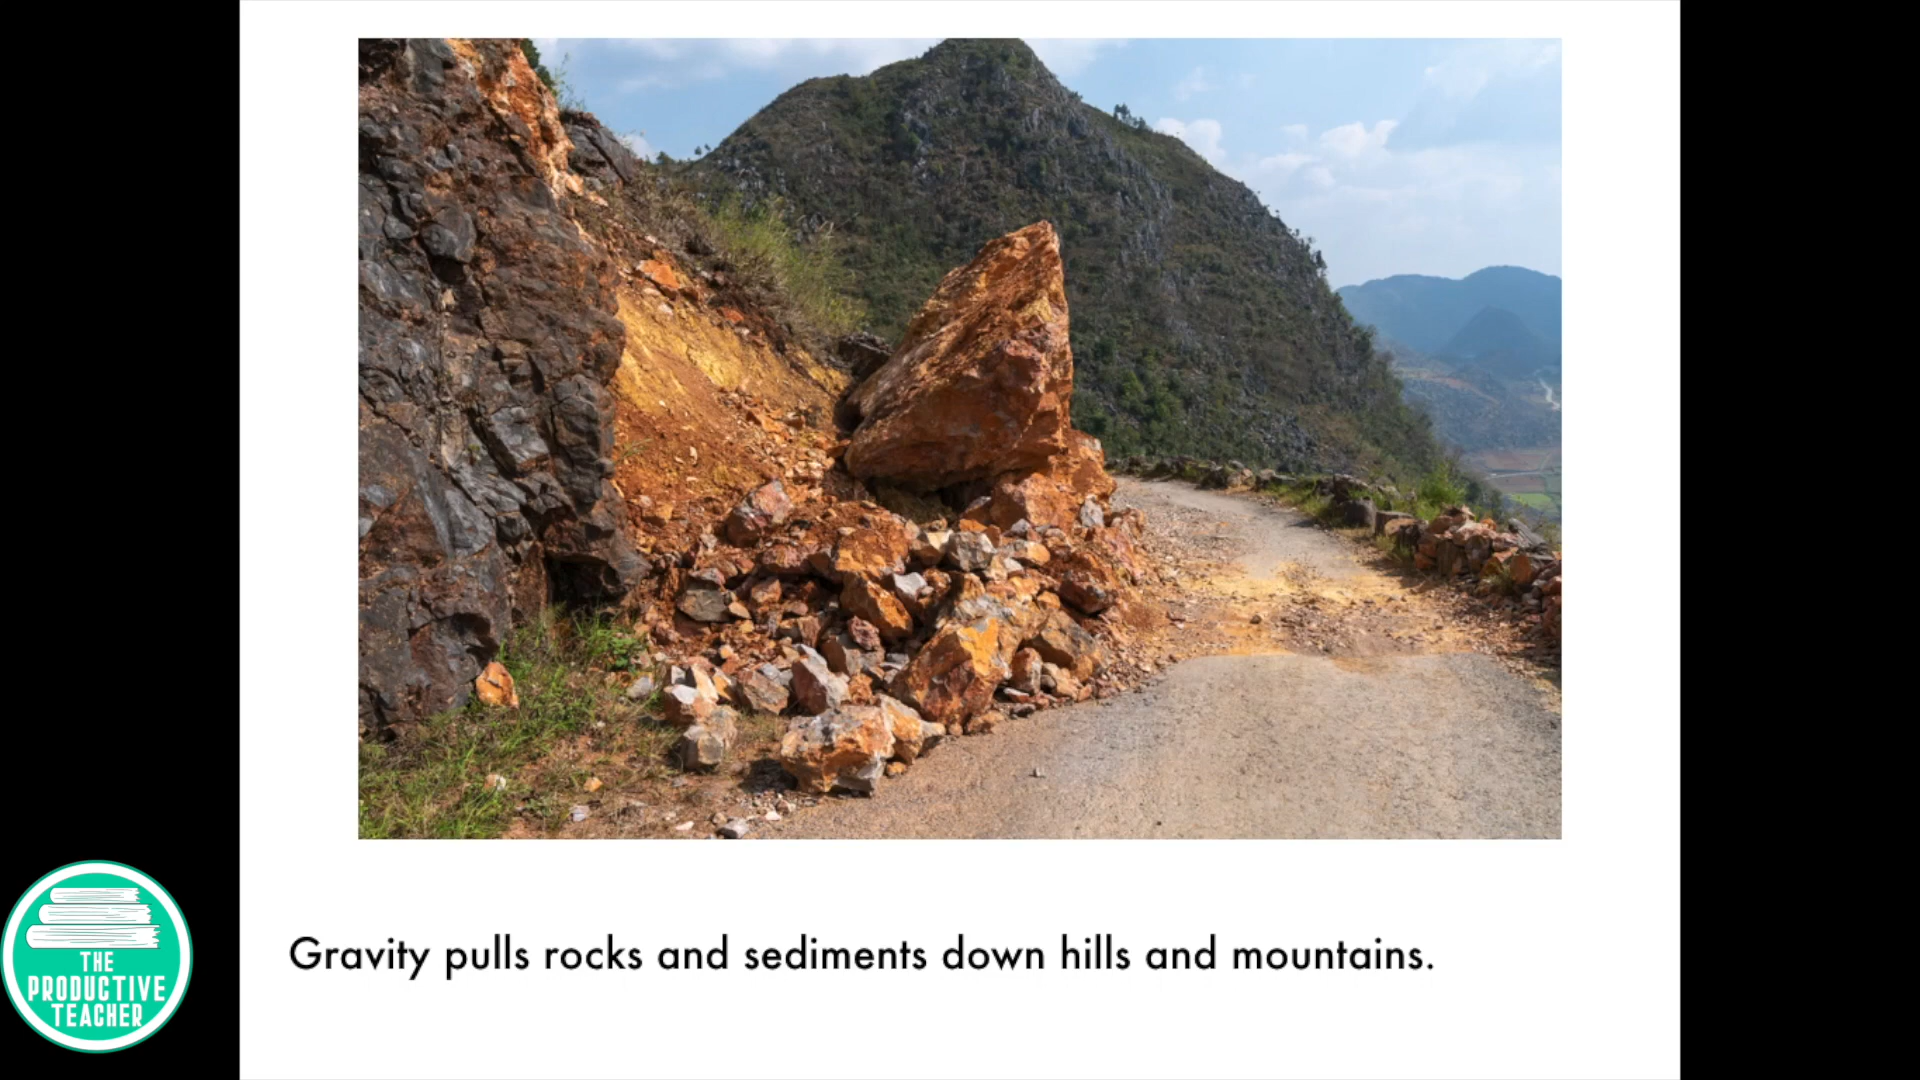 Gravity pulls rocks and sediments down hills and mountains.
THE
PRODUCTIVE
TEACHER